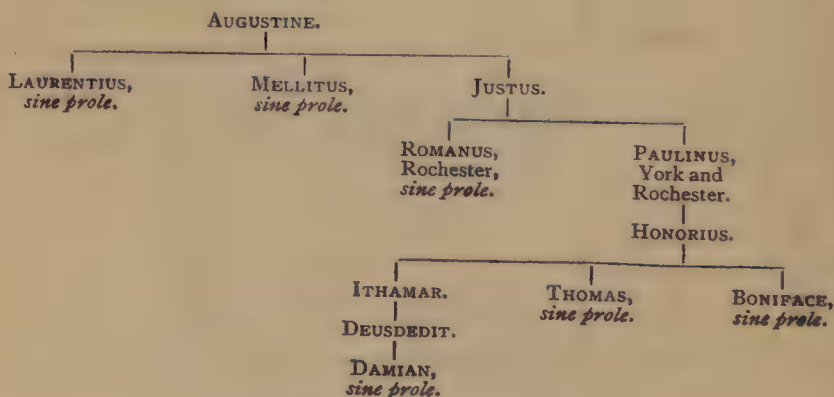 AUGUSTINE.
LAURENTIUS, MELLITUS, JUSTUS.
sine prole. sine prole.
ROMANUS, PAULINUS,
Rochester, York and
sine prole. Rochester.
HONORIUS.
ITHAMAR. THOMAS, BONIFACE,
sine prole. sine prole.
DEUSDEDIT.
DAMIAN,
sine prole.